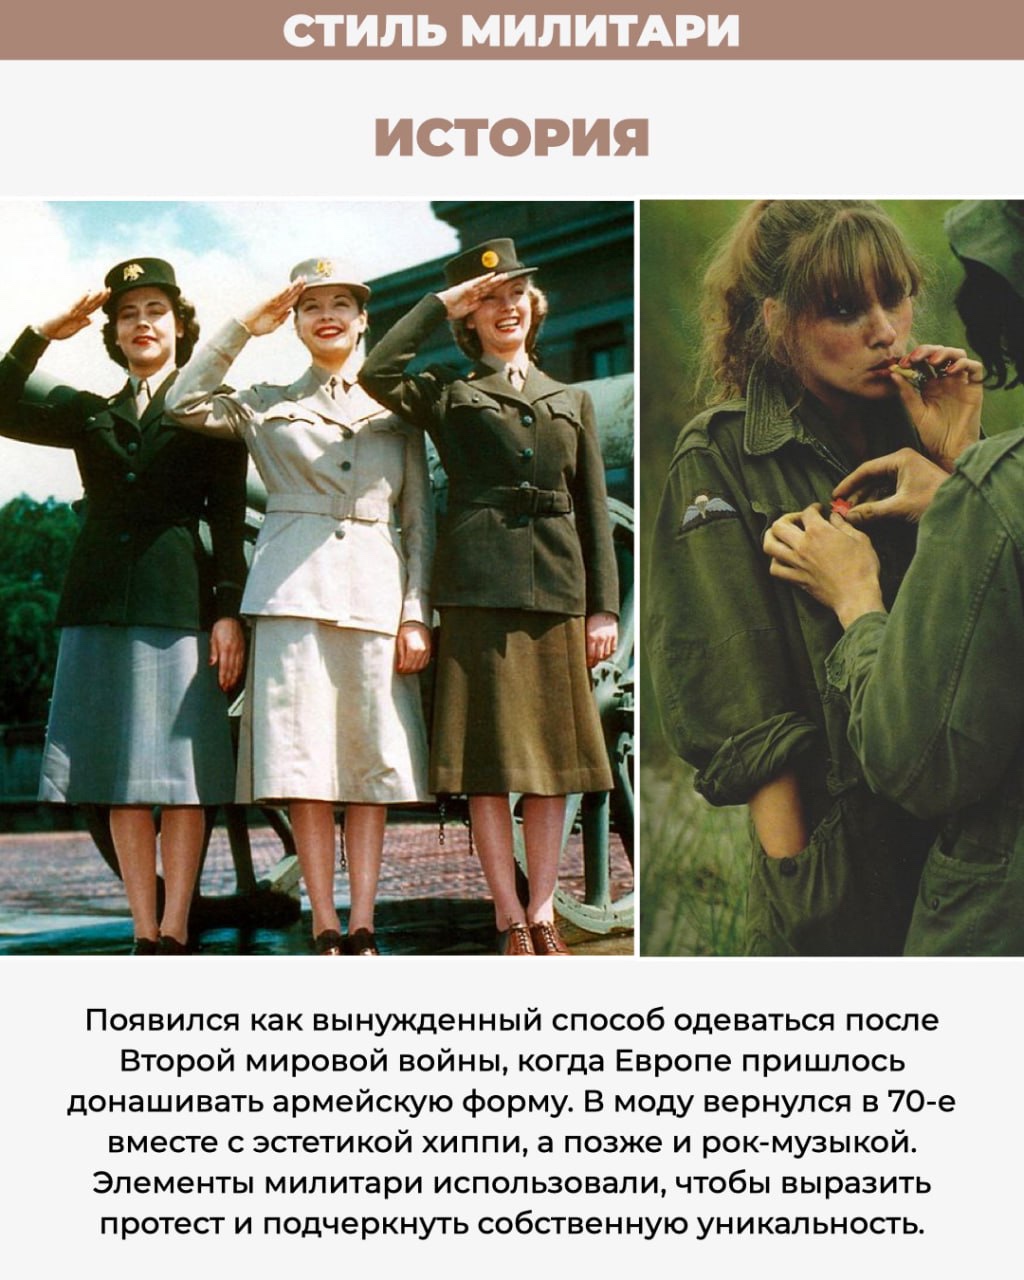 СТИЛЬ МИЛИТАРИ
ИСТОРИЯ
Появился как вынужденный способ одеваться после
Второй мировой войны, когда Европе пришлось
донашивать армейскую форму. В моду вернулся в 70-е
вместе с эстетикой хиппи, а позже и рок-музыкой.
Элементы милитари использовали, чтобы выразить
протест и подчеркнуть собственную уникальность.